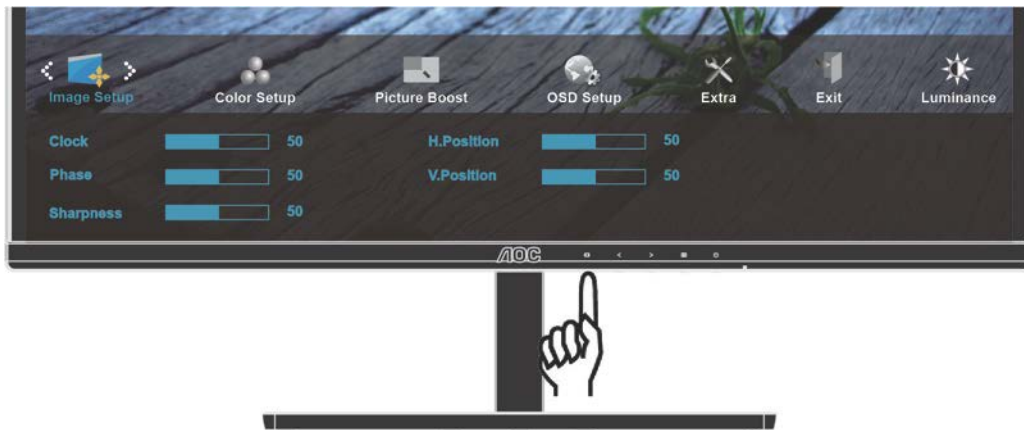 Image Setup Color Setup Picture Boost OSD Setup Extra Exit Luminance
Clock 50 H.Position 50
Phase 50 V.Position 50
Sharpness 50
AOC